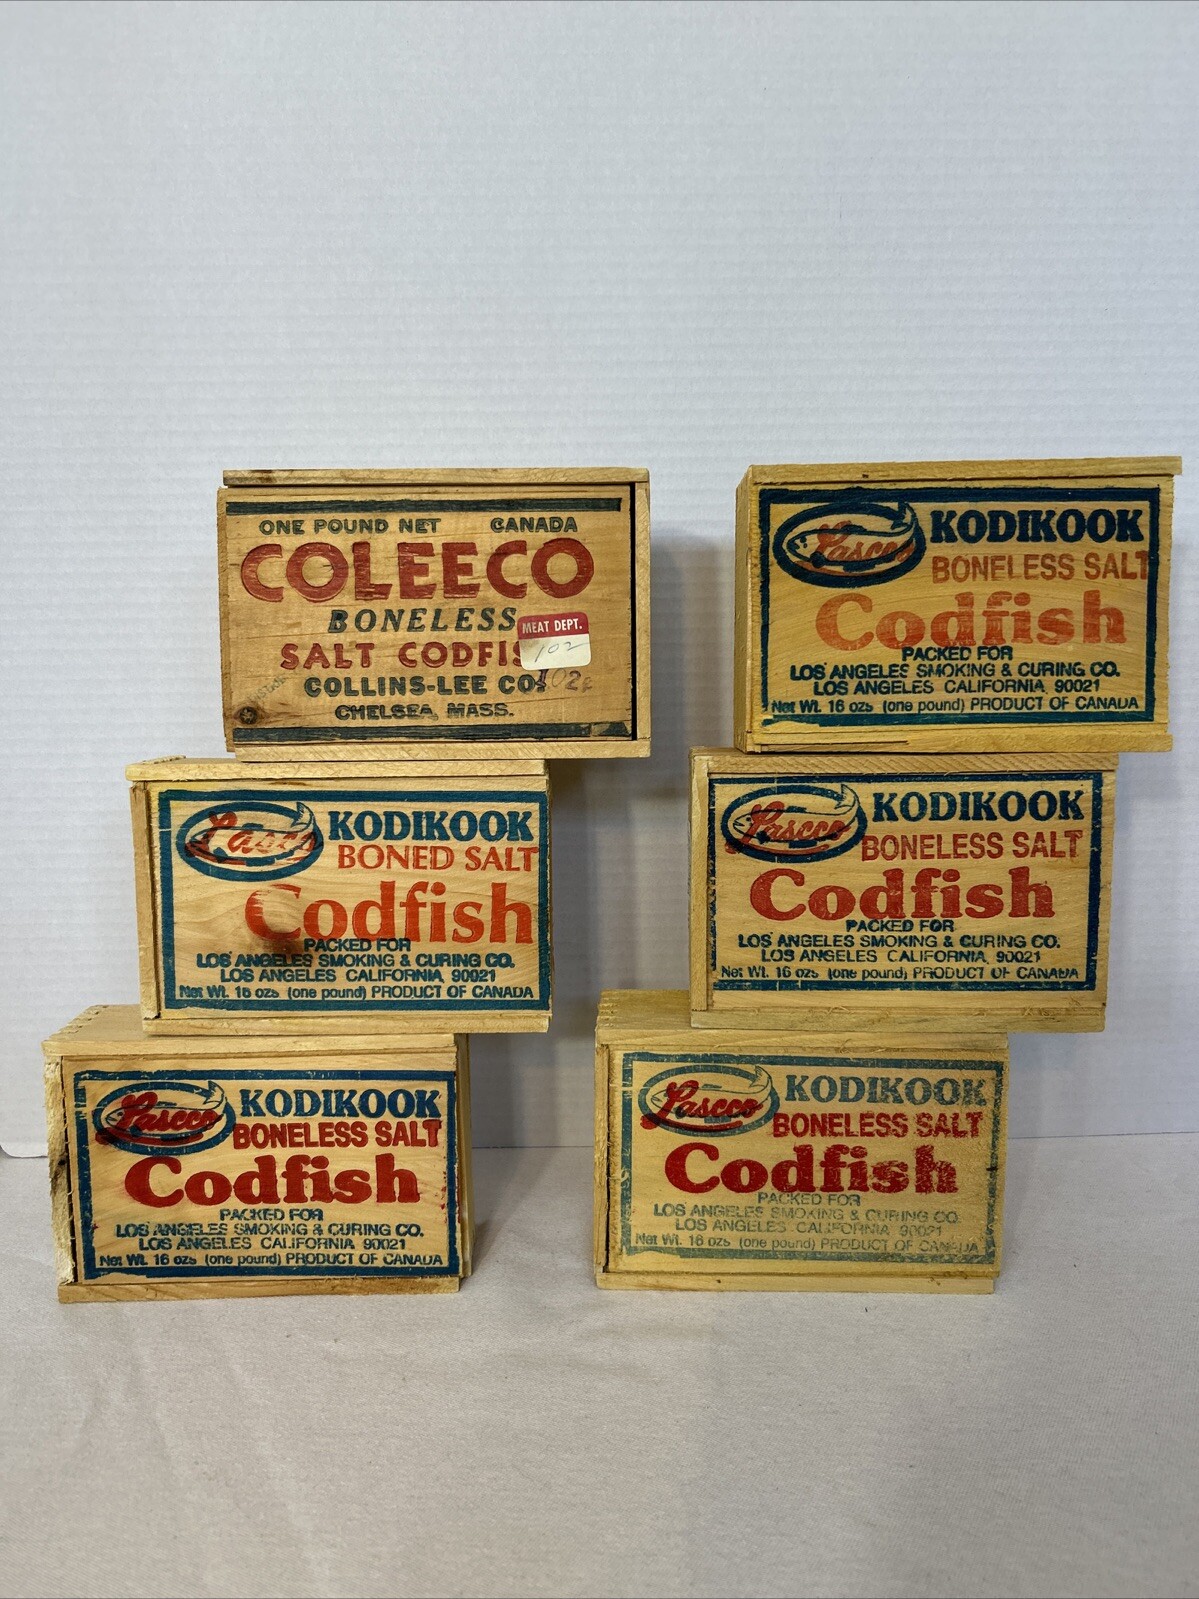 ONE POUND NET CANADA
COLEECO
BONELESS
SALT CODFIS
COLLINS-LEE CO.
CHELSEA, MASS.
MEAT DEPT.
102
102¢
Lascco KODIKOOK
BONELESS SALT
Codfish
PACKED FOR
LOS ANGELES SMOKING & CURING CO.
LOS ANGELES CALIFORNIA 90021
Net Wt. 16 ozs (one pound) PRODUCT OF CANADA
Lascco KODIKOOK
BONED SALT
Codfish
PACKED FOR
LOS ANGELES SMOKING & CURING CO.
LOS ANGELES CALIFORNIA, 90021
Net Wt. 16 ozs (one pound) PRODUCT OF CANADA
Lascco KODIKOOK
BONELESS SALT
Codfish
PACKED FOR
LOS ANGELES SMOKING & CURING CO.
LOS ANGELES CALIFORNIA, 90021
Net Wt. 16 ozs (one pound) PRODUCT OF CANADA
Lascco KODIKOOK
BONELESS SALT
Codfish
PACKED FOR
LOS ANGELES SMOKING & CURING CO.
LOS ANGELES CALIFORNIA 90021
Net Wt. 16 ozs (one pound) PRODUCT OF CANADA
Lascco KODIKOOK
BONELESS SALT
Codfish
PACKED FOR
LOS ANGELES SMOKING & CURING CO.
LOS ANGELES CALIFORNIA 90021
Net Wt. 16 ozs (one pound) PRODUCT OF CANADA